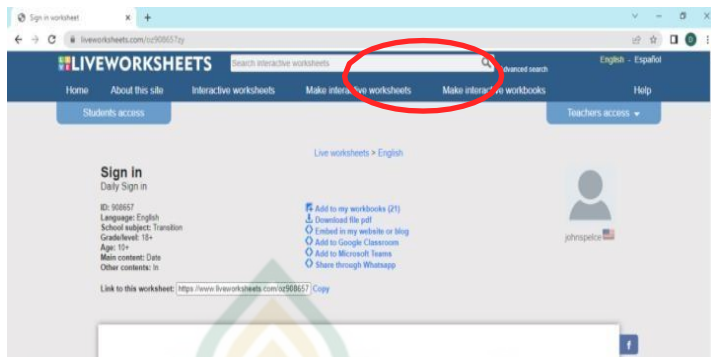 Sign in worksheet
liveworksheets.com/oz908657zy
LIVEWORKSHEETS
Search interactive worksheets
Advanced search
English - Español
Home About this site Interactive worksheets Make interactive worksheets Make interactive workbooks Help
Students access
Teachers access
Live worksheets > English
Sign in
Daily Sign in
ID: 908657
Language: English
School subject: Transition
Grade/level: 18+
Age: 10+
Main content: Date
Other contents: in
Add to my workbooks (21)
Download file pdf
Embed in my website or blog
Add to Google Classroom
Add to Microsoft Teams
Share through Whatsapp
johnspelce
Link to this worksheet: https://www.liveworksheets.com/oz908657 Copy
f